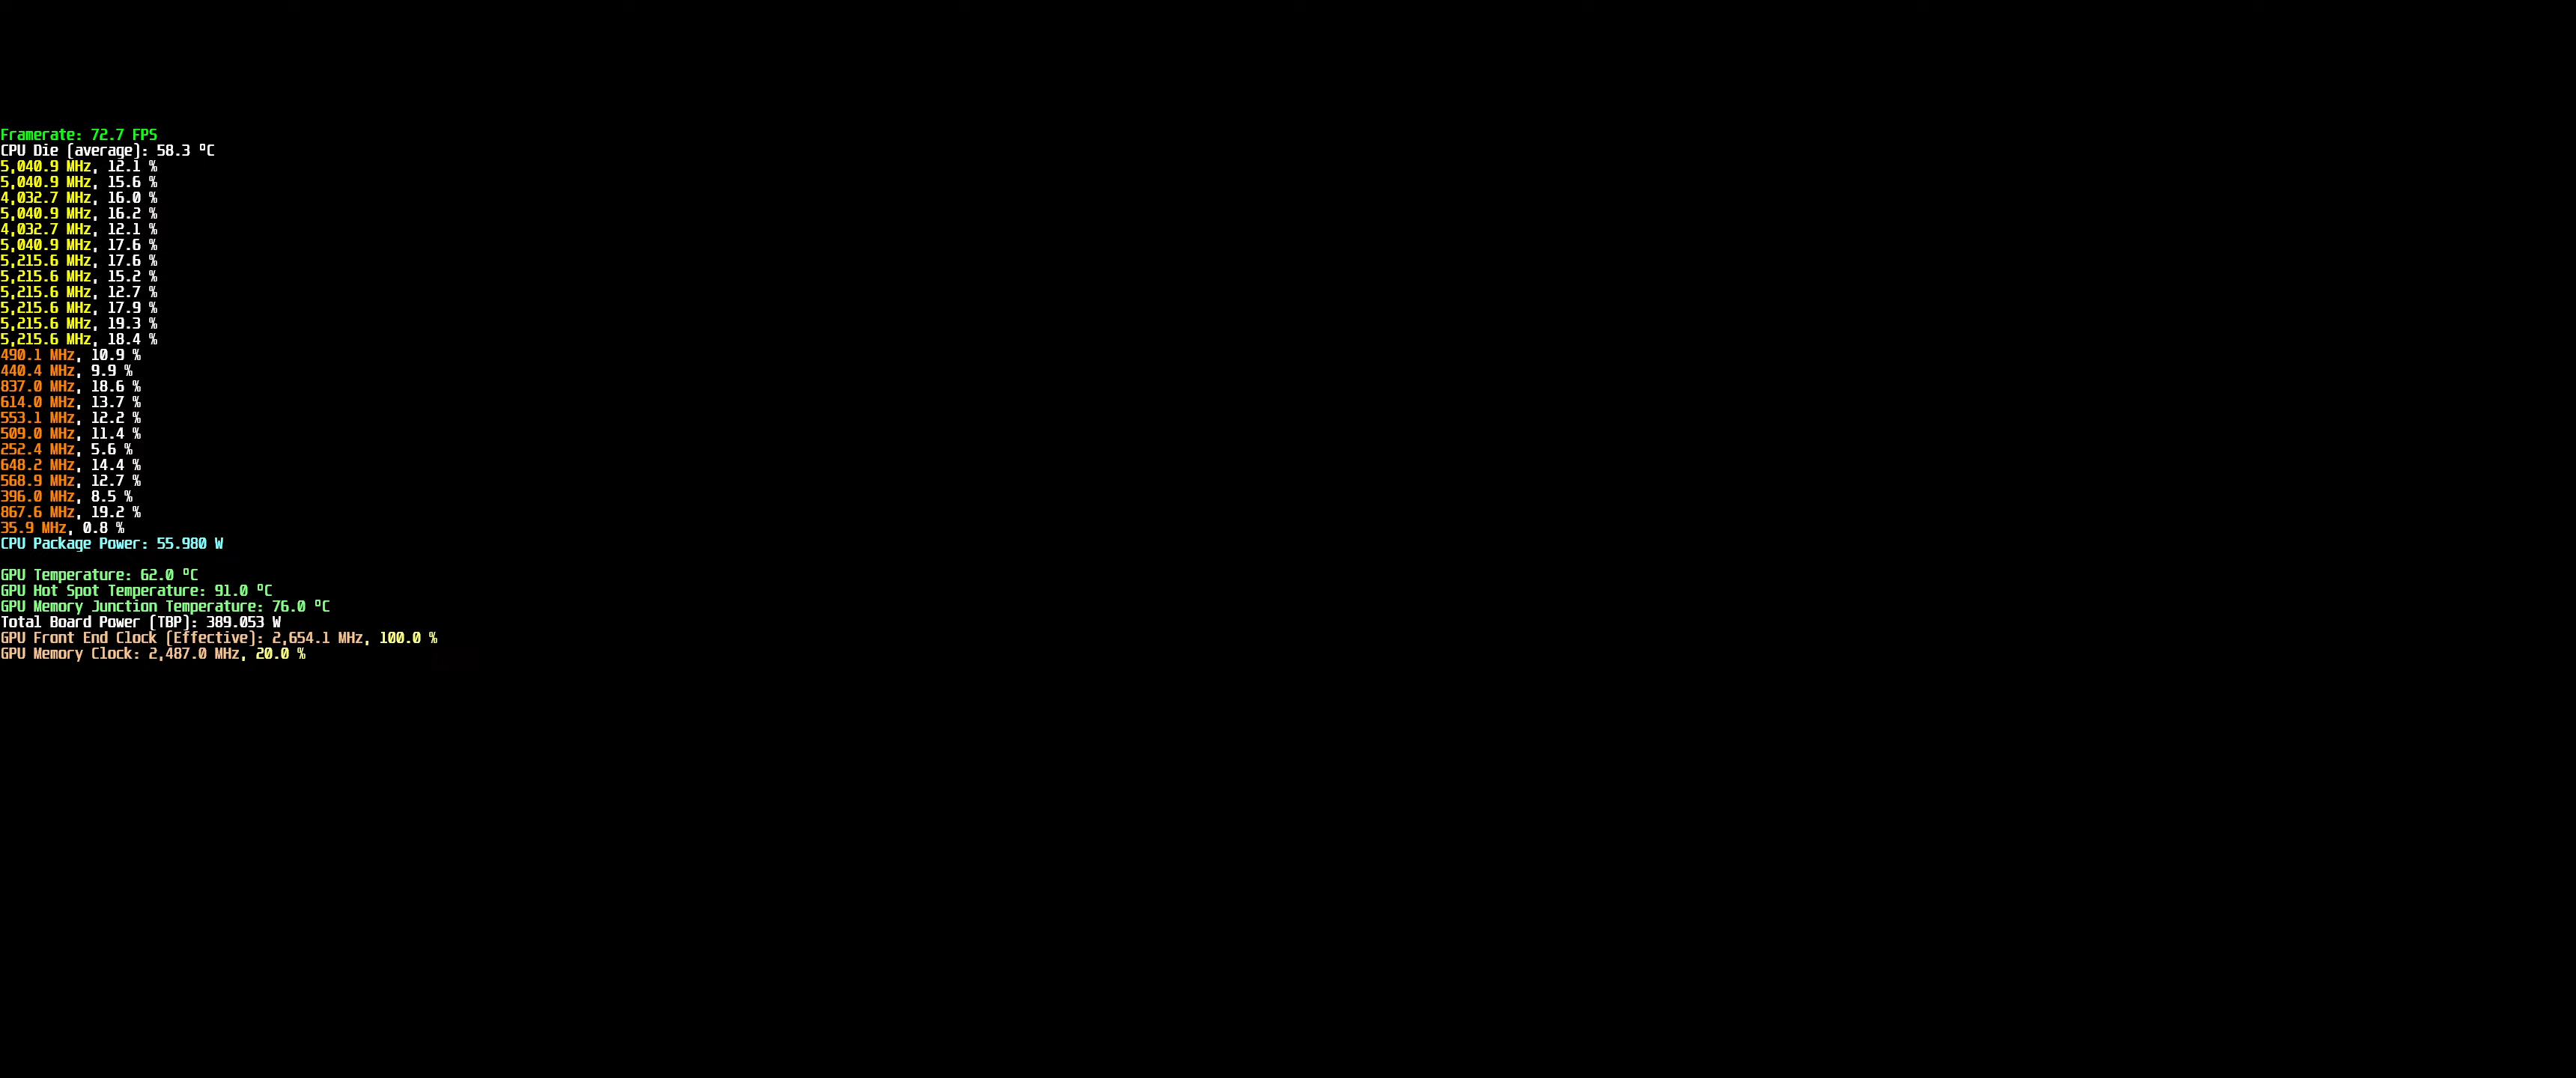 Framerate: 72.7 FPS
CPU Die (average): 58.3 ºC
5,040.9 MHz, 12.1 %
5,040.9 MHz, 15.6 %
4,032.7 MHz, 16.0 %
5,040.9 MHz, 16.2 %
4,032.7 MHz, 12.1 %
5,040.9 MHz, 17.6 %
5,215.6 MHz, 17.6 %
5,215.6 MHz, 15.2 %
5,215.6 MHz, 12.7 %
5,215.6 MHz, 17.9 %
5,215.6 MHz, 19.3 %
5,215.6 MHz, 18.4 %
490.1 MHz, 10.9 %
440.4 MHz, 9.9 %
837.0 MHz, 18.6 %
614.0 MHz, 13.7 %
553.1 MHz, 12.2 %
509.0 MHz, 11.4 %
252.4 MHz, 5.6 %
648.2 MHz, 14.4 %
568.9 MHz, 12.7 %
396.0 MHz, 8.5 %
867.6 MHz, 19.2 %
35.9 MHz, 0.8 %
CPU Package Power: 55.980 W
GPU Temperature: 62.0 ºC
GPU Hot Spot Temperature: 91.0 ºC
GPU Memory Junction Temperature: 76.0 ºC
Total Board Power (TBP): 389.053 W
GPU Front End Clock (Effective): 2,654.1 MHz, 100.0 %
GPU Memory Clock: 2,487.0 MHz, 20.0 %